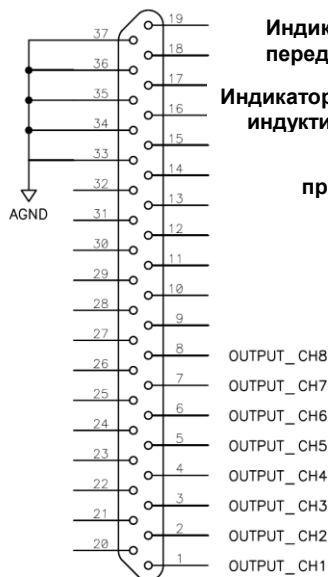 19
Индик
37
18
перед
36
17
Индикатор
35
16
индукти
34
15
33
14
32
пр
13
AGND
31
12
30
11
29
10
28
9
27
8 OUTPUT_CH8
26
7 OUTPUT_CH7
25
6 OUTPUT_CH6
24
5 OUTPUT_CH5
23
4 OUTPUT_CH4
22
3 OUTPUT_CH3
21
2 OUTPUT_CH2
20
1 OUTPUT_CH1